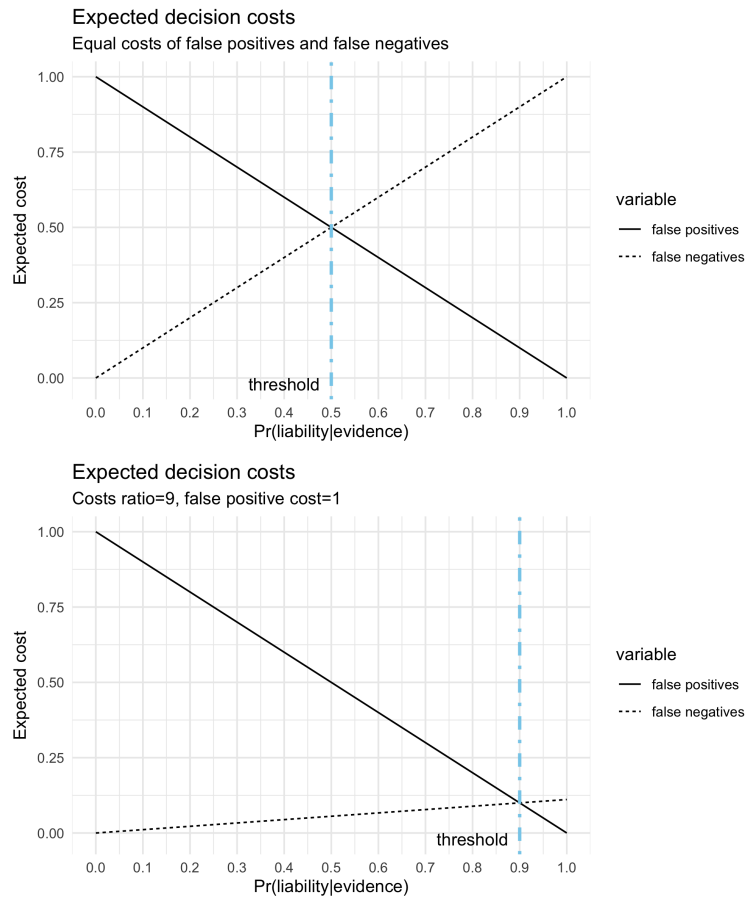 Expected decision costs
Equal costs of false positives and false negatives
1.00
0.75
0.50
0.25
0.00
Expected cost
threshold
0.0 0.1 0.2 0.3 0.4 0.5 0.6 0.7 0.8 0.9 1.0
Pr(liability|evidence)
variable
false positives
false negatives
Expected decision costs
Costs ratio=9, false positive cost=1
1.00
0.75
0.50
0.25
0.00
Expected cost
threshold
0.0 0.1 0.2 0.3 0.4 0.5 0.6 0.7 0.8 0.9 1.0
Pr(liability|evidence)
variable
false positives
false negatives